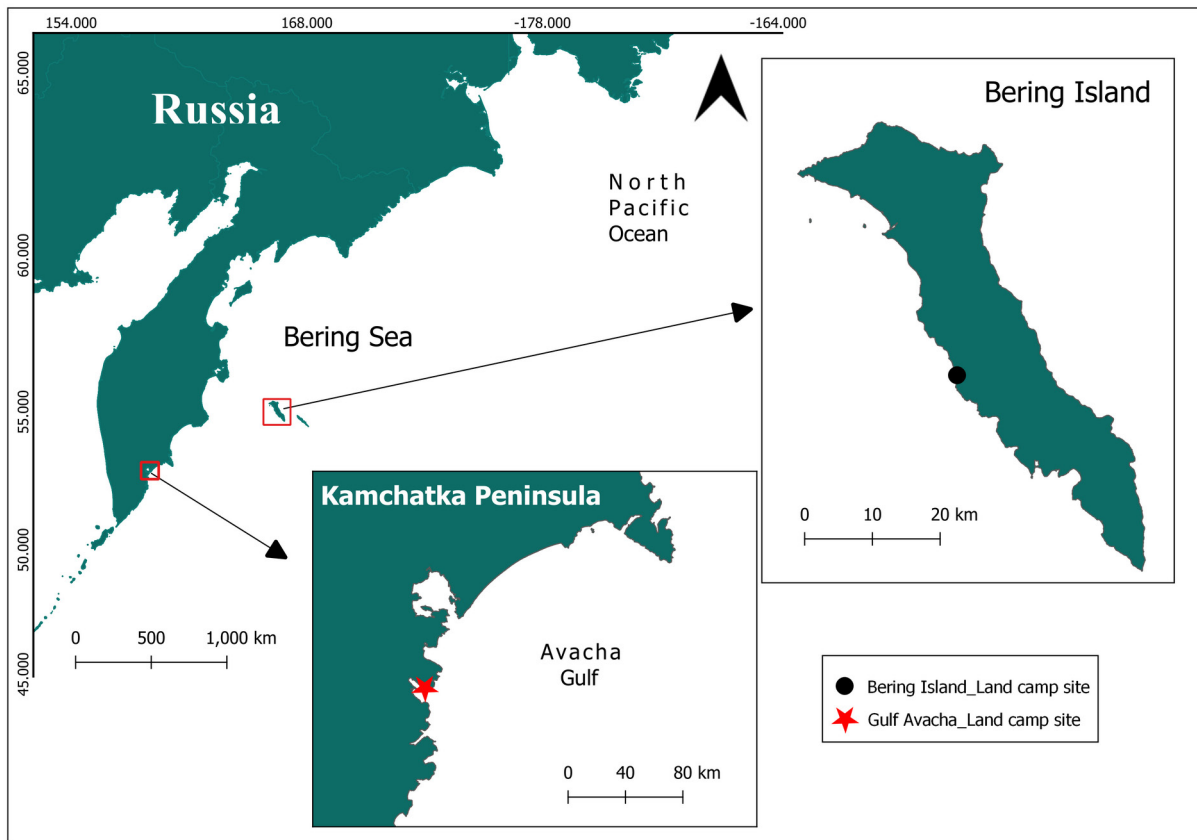 154.000 168.000 -178.000 -164.000
65.000
60.000
55.000
50.000
45.000
Russia
North
Pacific
Ocean
Bering Sea
0 500 1,000 km
Bering Island
0 10 20 km
Kamchatka Peninsula
Avacha
Gulf
0 40 80 km
Bering Island_Land camp site
Gulf Avacha_Land camp site